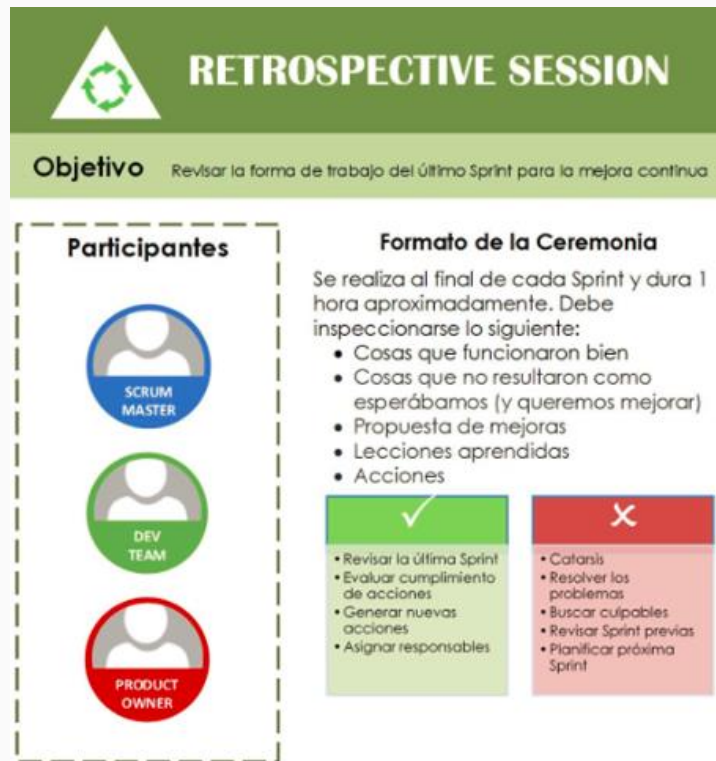 RETROSPECTIVE SESSION
Objetivo Revisar la forma de trabajo del último Sprint para la mejora continua
Participantes
SCRUM
MASTER
DEV
TEAM
PRODUCT
OWNER
Formato de la Ceremonia
Se realiza al final de cada Sprint y dura 1
hora aproximadamente. Debe
inspeccionarse lo siguiente:
• Cosas que funcionaron bien
• Cosas que no resultaron como
esperábamos (y queremos mejorar)
• Propuesta de mejoras
• Lecciones aprendidas
• Acciones
• Revisar la última Sprint
• Evaluar cumplimiento
de acciones
• Generar nuevas
acciones
• Asignar responsables
• Catarsis
• Resolver los
problemas
• Buscar culpables
• Revisar Sprint previas
• Planificar próxima
Sprint